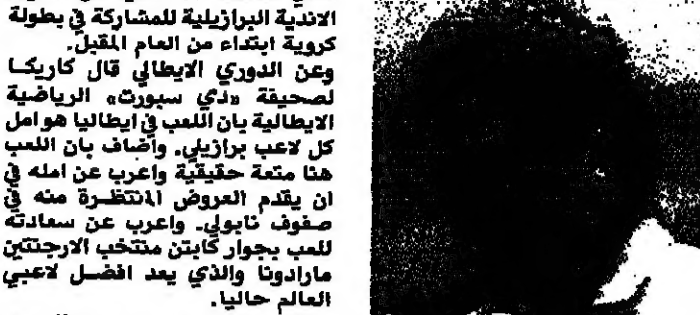 الاندية البرازيلية للمشاركة في بطولة
كروية ابتداء من العام المقبل.
وعن الدوري الايطالي قال كاريكا
لصحيفة «دي سبورت» الرياضية
الايطالية بان اللعب في ايطاليا هو امل
كل لاعب برازيلي. واضاف بان اللعب
هنا متعة حقيقية واعرب عن امله في
ان يقدم العروض المنتظرة منه في
صفوف نابولي. واعرب عن سعادته
للعب بجوار كابتن منتخب الارجنتين
مارادونا والذي يعد افضل لاعبي
العالم حاليا.